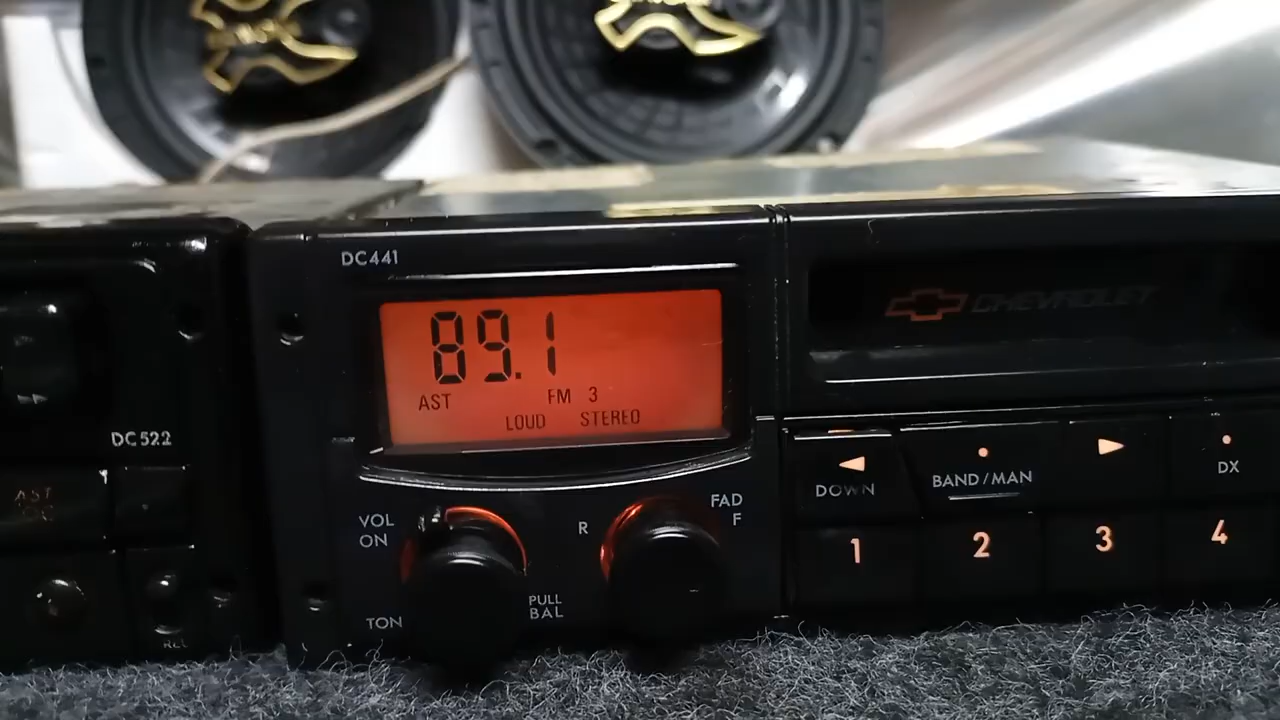 DC441
89.1
AST FM 3
LOUD STEREO
CHEVROLET
DC522
AST
DOWN
BAND/MAN
DX
1
2
3
4
VOL
ON
TON
PULL
BAL
R
FAD
F
REL